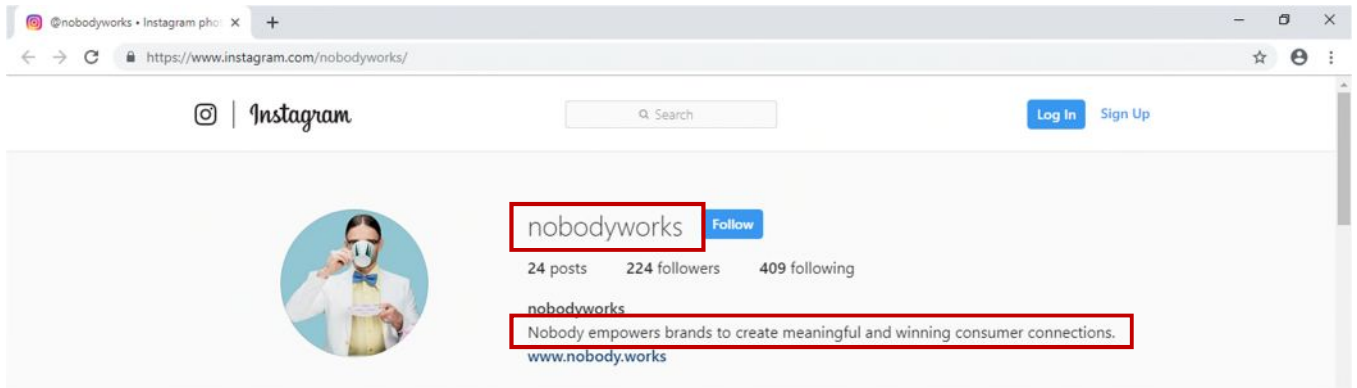 @nobodyworks • Instagram pho
https://www.instagram.com/nobodyworks/
Instagram
Search
Log In
Sign Up
nobodyworks
Follow
24 posts 224 followers 409 following
nobodyworks
Nobody empowers brands to create meaningful and winning consumer connections.
www.nobody.works